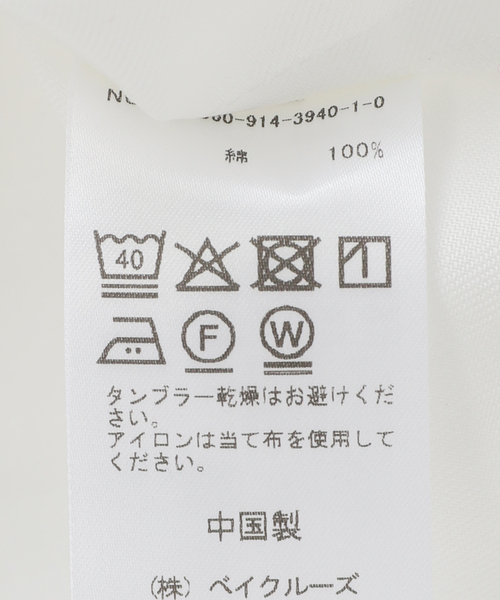 00-914-3940-1-0
綿 100%
40
F W
タンブラー乾燥はお避けくだ
さい。
アイロンは当て布を使用して
ください。
中国製
(株) ベイクルーズ